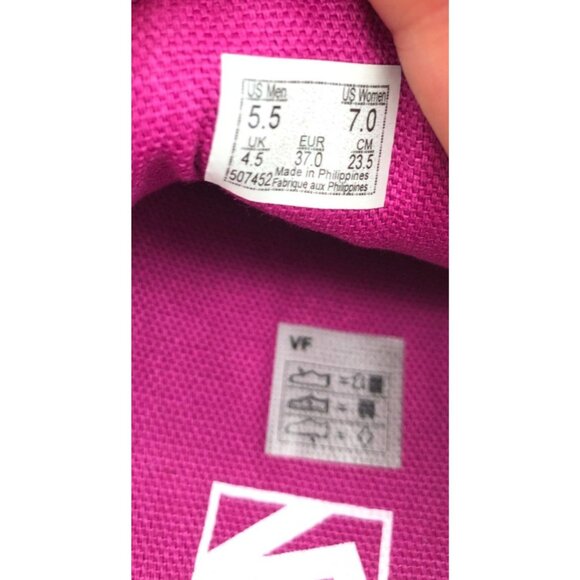 US Men US Women
5.5 7.0
UK EUR CM
4.5 37.0 23.5
507452 Made in Philippines
Fabrique aux Philippines
VF